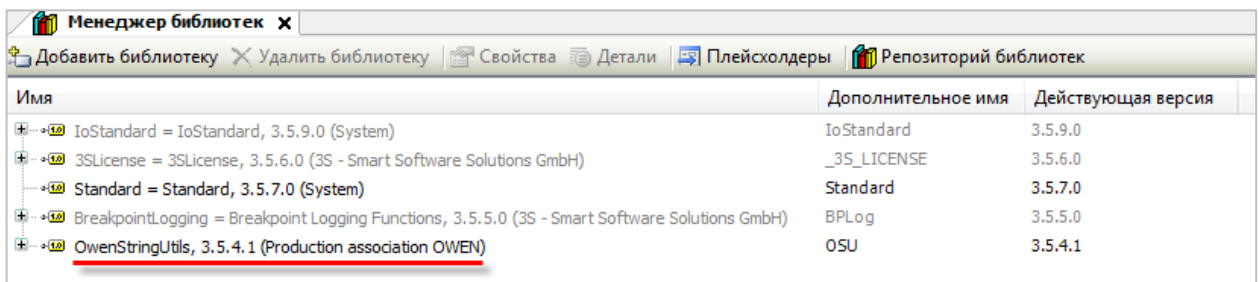 Менеджер библиотек x
Добавить библиотеку Удалить библиотеку Свойства Детали Плейсхолдеры Репозиторий библиотек
Имя Дополнительное имя Действующая версия
IoStandard = IoStandard, 3.5.9.0 (System) IoStandard 3.5.9.0
3SLicense = 3SLicense, 3.5.6.0 (3S - Smart Software Solutions GmbH) _3S_LICENSE 3.5.6.0
Standard = Standard, 3.5.7.0 (System) Standard 3.5.7.0
BreakpointLogging = Breakpoint Logging Functions, 3.5.5.0 (3S - Smart Software Solutions GmbH) BPLog 3.5.5.0
OwenStringUtils, 3.5.4.1 (Production association OWEN) OSU 3.5.4.1